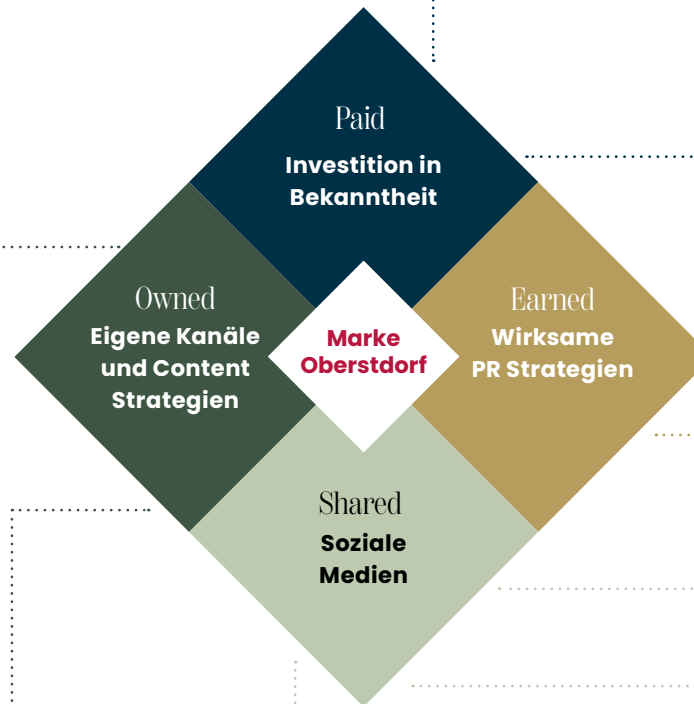 Paid
Investition in
Bekanntheit
Owned
Eigene Kanäle
und Content
Strategien
Marke
Oberstdorf
Earned
Wirksame
PR Strategien
Shared
Soziale
Medien